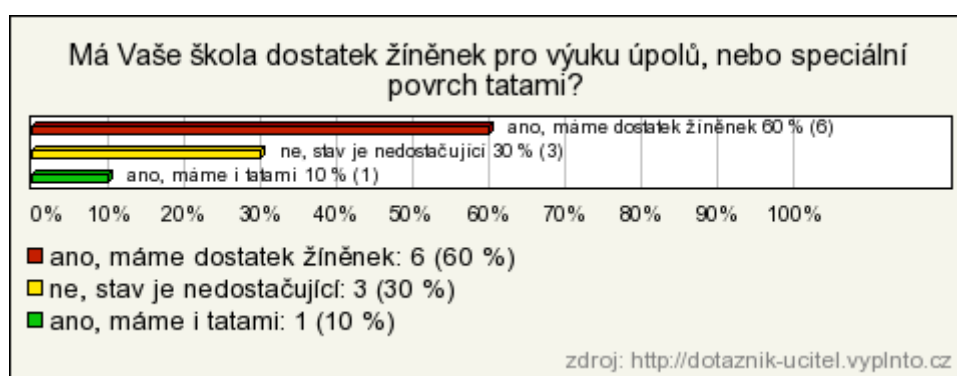 Má Vaše škola dostatek žíněnek pro výuku úpolů, nebo speciální
povrch tatami?
ano, máme dostatek žíněnek 60 % (6)
ne, stav je nedostačující 30 % (3)
ano, máme i tatami 10 % (1)
0% 10% 20% 30% 40% 50% 60% 70% 80% 90% 100%
ano, máme dostatek žíněnek: 6 (60 %)
ne, stav je nedostačující: 3 (30 %)
ano, máme i tatami: 1 (10 %)
zdroj: http://dotaznik-ucitel.vyplnto.cz